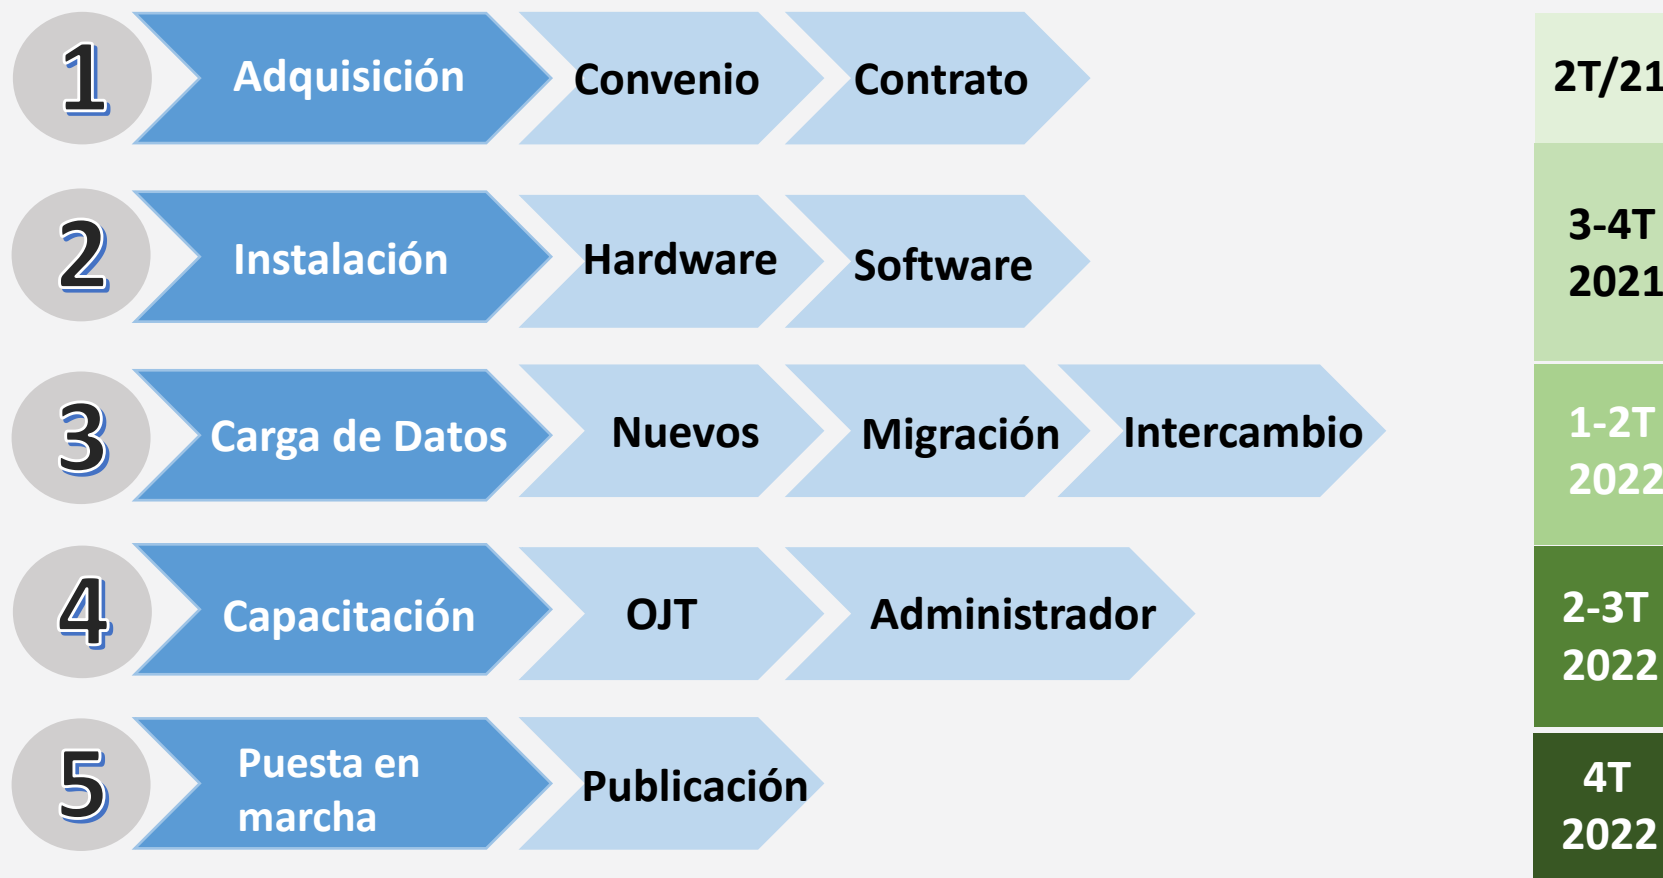 1 Adquisición Convenio Contrato 2T/21
2 Instalación Hardware Software 3-4T
2021
3 Carga de Datos Nuevos Migración Intercambio 1-2T
2022
4 Capacitación OJT Administrador 2-3T
2022
5 Puesta en
marcha Publicación 4T
2022